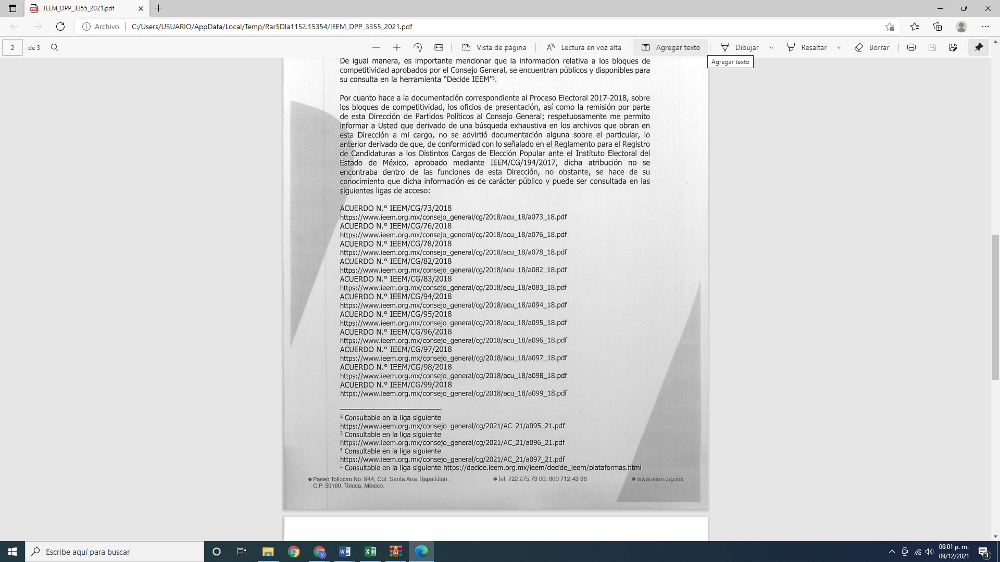 IEEM_DPP_3355_2021.pdf
Archivo
C:/Users/USUARIO/AppData/Local/Temp/Rar$DIa1152.15354/IEEM_DPP_3355_2021.pdf
2 de 3
Vista de página
Lectura en voz alta
Agregar texto
Dibujar
Resaltar
Borrar
Agregar texto
De igual manera, es importante mencionar que la información relativa a los bloques de
competitividad aprobados por el Consejo General, se encuentran públicos y disponibles para
su consulta en la herramienta “Decide IEEM”⁵.
Por cuanto hace a la documentación correspondiente al Proceso Electoral 2017-2018, sobre
los bloques de competitividad, los oficios de presentación, así como la remisión por parte
de esta Dirección de Partidos Políticos al Consejo General; respetuosamente me permito
informar a Usted que derivado de una búsqueda exhaustiva en los archivos que obran en
esta Dirección a mi cargo, no se advirtió documentación alguna sobre el particular, lo
anterior derivado de que, de conformidad con lo señalado en el Reglamento para el Registro
de Candidaturas a los Distintos Cargos de Elección Popular ante el Instituto Electoral del
Estado de México, aprobado mediante IEEM/CG/194/2017, dicha atribución no se
encontraba dentro de las funciones de esta Dirección, no obstante, se hace de su
conocimiento que dicha información es de carácter público y puede ser consultada en las
siguientes ligas de acceso:
ACUERDO N.° IEEM/CG/73/2018
https://www.ieem.org.mx/consejo_general/cg/2018/acu_18/a073_18.pdf
ACUERDO N.° IEEM/CG/76/2018
https://www.ieem.org.mx/consejo_general/cg/2018/acu_18/a076_18.pdf
ACUERDO N.° IEEM/CG/78/2018
https://www.ieem.org.mx/consejo_general/cg/2018/acu_18/a078_18.pdf
ACUERDO N.° IEEM/CG/82/2018
https://www.ieem.org.mx/consejo_general/cg/2018/acu_18/a082_18.pdf
ACUERDO N.° IEEM/CG/83/2018
https://www.ieem.org.mx/consejo_general/cg/2018/acu_18/a083_18.pdf
ACUERDO N.° IEEM/CG/94/2018
https://www.ieem.org.mx/consejo_general/cg/2018/acu_18/a094_18.pdf
ACUERDO N.° IEEM/CG/95/2018
https://www.ieem.org.mx/consejo_general/cg/2018/acu_18/a095_18.pdf
ACUERDO N.° IEEM/CG/96/2018
https://www.ieem.org.mx/consejo_general/cg/2018/acu_18/a096_18.pdf
ACUERDO N.° IEEM/CG/97/2018
https://www.ieem.org.mx/consejo_general/cg/2018/acu_18/a097_18.pdf
ACUERDO N.° IEEM/CG/98/2018
https://www.ieem.org.mx/consejo_general/cg/2018/acu_18/a098_18.pdf
ACUERDO N.° IEEM/CG/99/2018
https://www.ieem.org.mx/consejo_general/cg/2018/acu_18/a099_18.pdf
² Consultable en la liga siguiente
https://www.ieem.org.mx/consejo_general/cg/2021/AC_21/a095_21.pdf
³ Consultable en la liga siguiente
https://www.ieem.org.mx/consejo_general/cg/2021/AC_21/a096_21.pdf
⁴ Consultable en la liga siguiente
https://www.ieem.org.mx/consejo_general/cg/2021/AC_21/a097_21.pdf
⁵ Consultable en la liga siguiente https://decide.ieem.org.mx/ieem/decide_ieem/plataformas.html
● Paseo Tollocan No. 944, Col. Santa Ana Tlapaltitlán,
C.P. 50160, Toluca, México.
●Tel. 722 275 73 00, 800 712 43 36
● www.ieem.org.mx
Escribe aquí para buscar
06:01 p. m.
09/12/2021
3